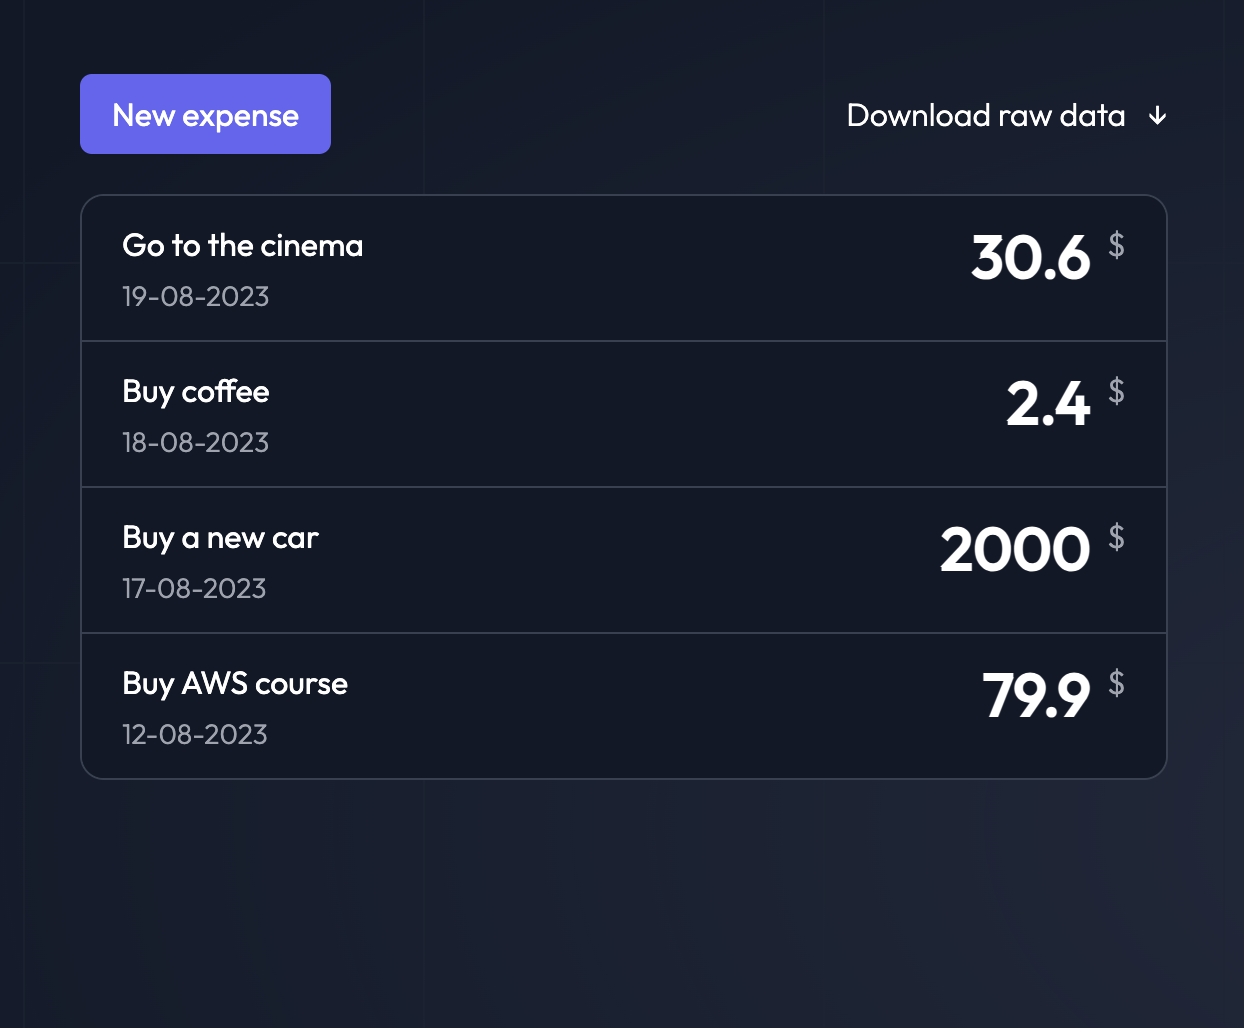 New expense
Download raw data ↓
Go to the cinema
30.6 $
19-08-2023
Buy coffee
2.4 $
18-08-2023
Buy a new car
2000 $
17-08-2023
Buy AWS course
79.9 $
12-08-2023